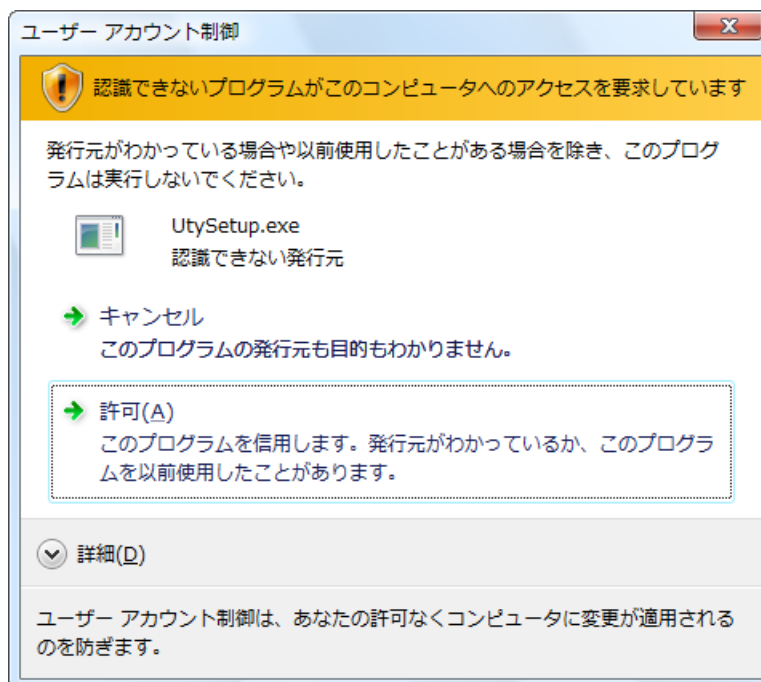 ユーザー アカウント制御
認識できないプログラムがこのコンピュータへのアクセスを要求しています
発行元がわかっている場合や以前使用したことがある場合を除き、このプログ
ラムは実行しないでください。
UtySetup.exe
認識できない発行元
キャンセル
このプログラムの発行元も目的もわかりません。
許可(A)
このプログラムを信用します。発行元がわかっているか、このプログラ
ムを以前使用したことがあります。
詳細(D)
ユーザー アカウント制御は、あなたの許可なくコンピュータに変更が適用される
のを防ぎます。